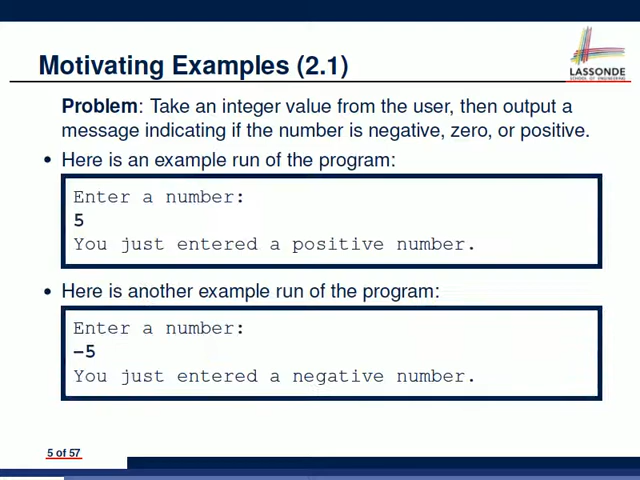 Motivating Examples (2.1)
LASSONDE
SCHOOL OF ENGINEERING
Problem: Take an integer value from the user, then output a
message indicating if the number is negative, zero, or positive.
• Here is an example run of the program:
Enter a number:
5
You just entered a positive number.
• Here is another example run of the program:
Enter a number:
-5
You just entered a negative number.
5 of 57